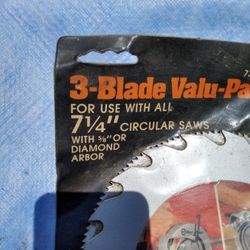 3-Blade Valu-Pa
FOR USE WITH ALL
7¼" CIRCULAR SAWS
WITH ⅝" OR
DIAMOND
ARBOR